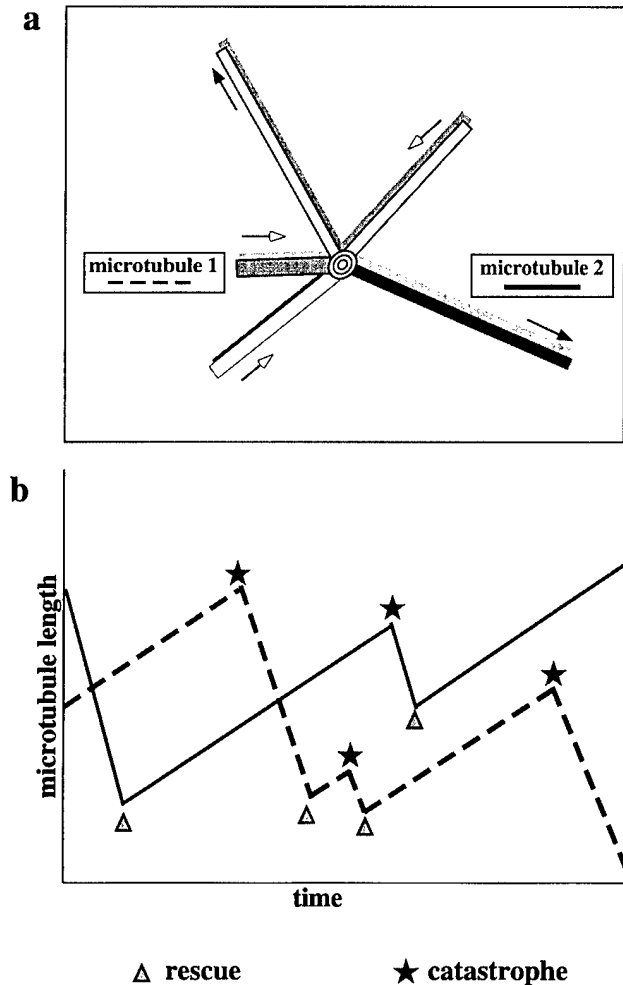 a
microtubule 1
microtubule 2
b
microtubule length
time
rescue
catastrophe